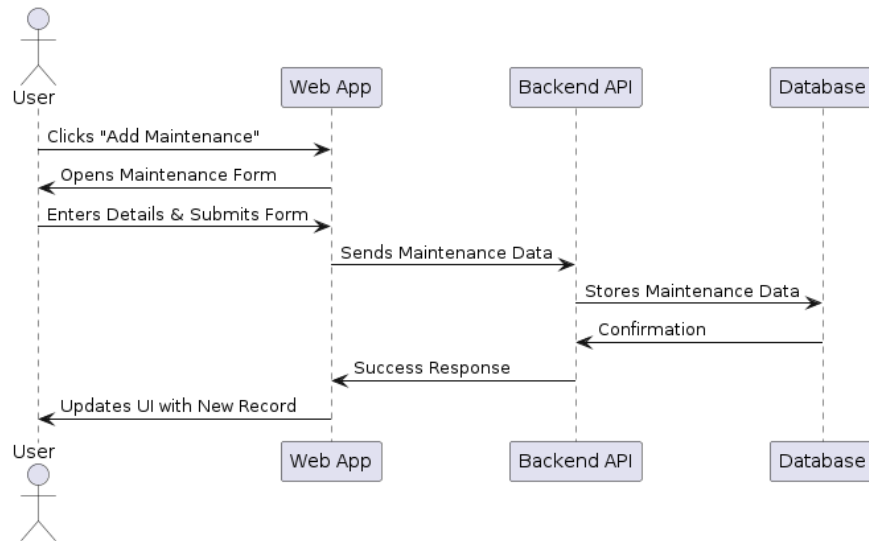 User
Web App
Backend API
Database
Clicks "Add Maintenance"
Opens Maintenance Form
Enters Details & Submits Form
Sends Maintenance Data
Stores Maintenance Data
Confirmation
Success Response
Updates UI with New Record
User
Web App
Backend API
Database